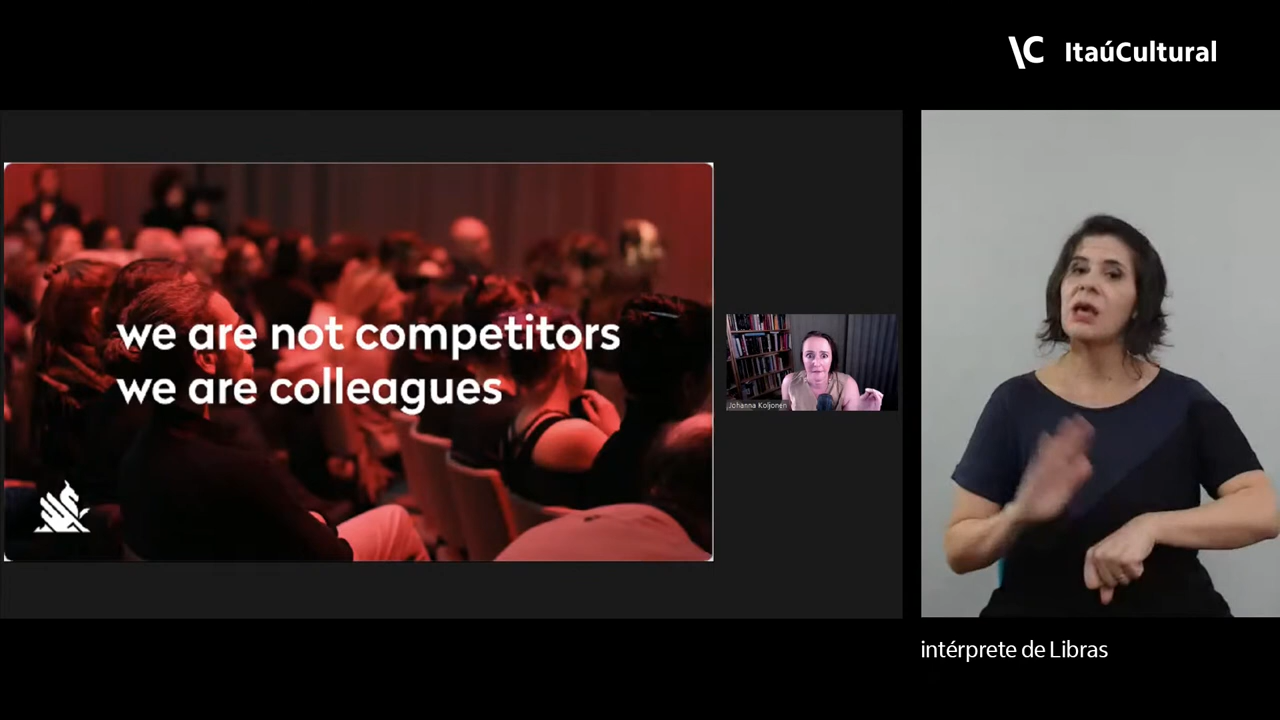 \C ItaúCultural
we are not competitors
we are colleagues
Johanna Koljonen
intérprete de Libras